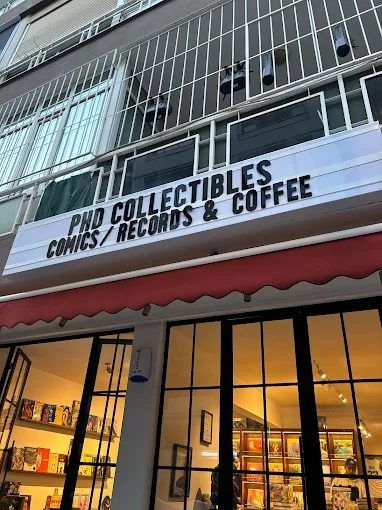 PHD COLLECTIBLES
COMICS / RECORDS & COFFEE